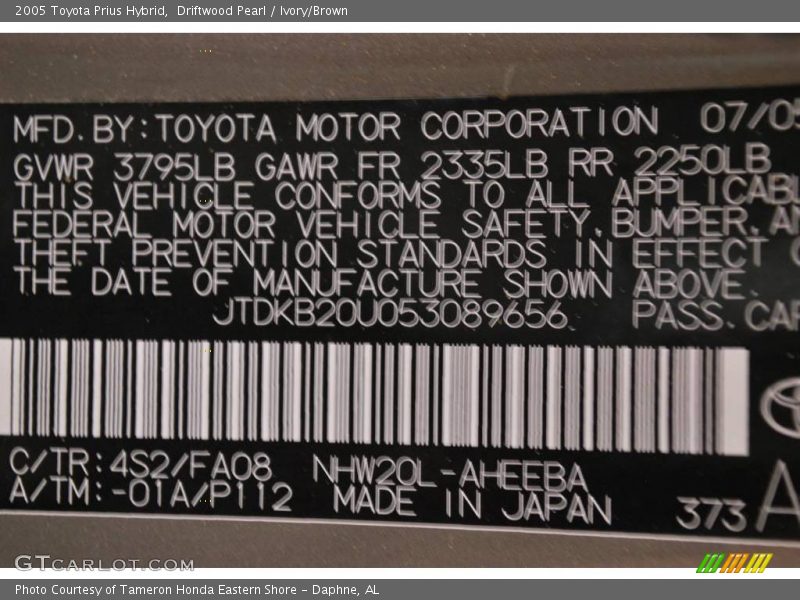 2005 Toyota Prius Hybrid, Driftwood Pearl / Ivory/Brown
MFD.BY:TOYOTA MOTOR CORPORATION 07/05
GVWR 3795LB GAWR FR 2335LB RR 2250LB
THIS VEHICLE CONFORMS TO ALL APPLICABL
FEDERAL MOTOR VEHICLE SAFETY,BUMPER,AN
THEFT PREVENTION STANDARDS IN EFFECT
THE DATE OF MANUFACTURE SHOWN ABOVE.
JTDKB20U053089656 PASS.CAR
C/TR:4S2/FA08 NHW20L-AHEEBA
A/TM:-01A/P112 MADE IN JAPAN 373 A
GTCARLOT.COM
Photo Courtesy of Tameron Honda Eastern Shore - Daphne, AL